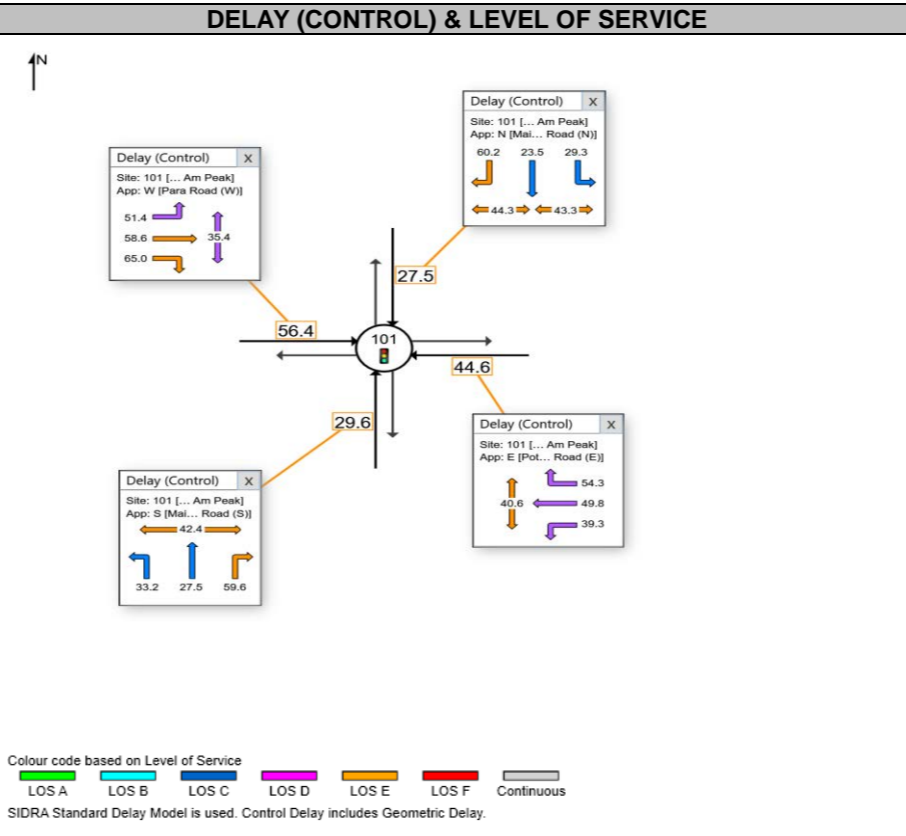 DELAY (CONTROL) & LEVEL OF SERVICE
N
Delay (Control) X
Site: 101 [... Am Peak]
App: N [Mai... Road (N)]
60.2 23.5 29.3
44.3 43.3
Delay (Control) X
Site: 101 [... Am Peak]
App: W [Para Road (W)]
51.4
58.6 35.4
65.0
27.5
56.4
101
44.6
29.6
Delay (Control) X
Site: 101 [... Am Peak]
App: E [Pot... Road (E)]
54.3
40.6 49.8
39.3
Delay (Control) X
Site: 101 [... Am Peak]
App: S [Mai... Road (S)]
42.4
33.2 27.5 59.6
Colour code based on Level of Service
LOS A LOS B LOS C LOS D LOS E LOS F Continuous
SIDRA Standard Delay Model is used. Control Delay includes Geometric Delay.